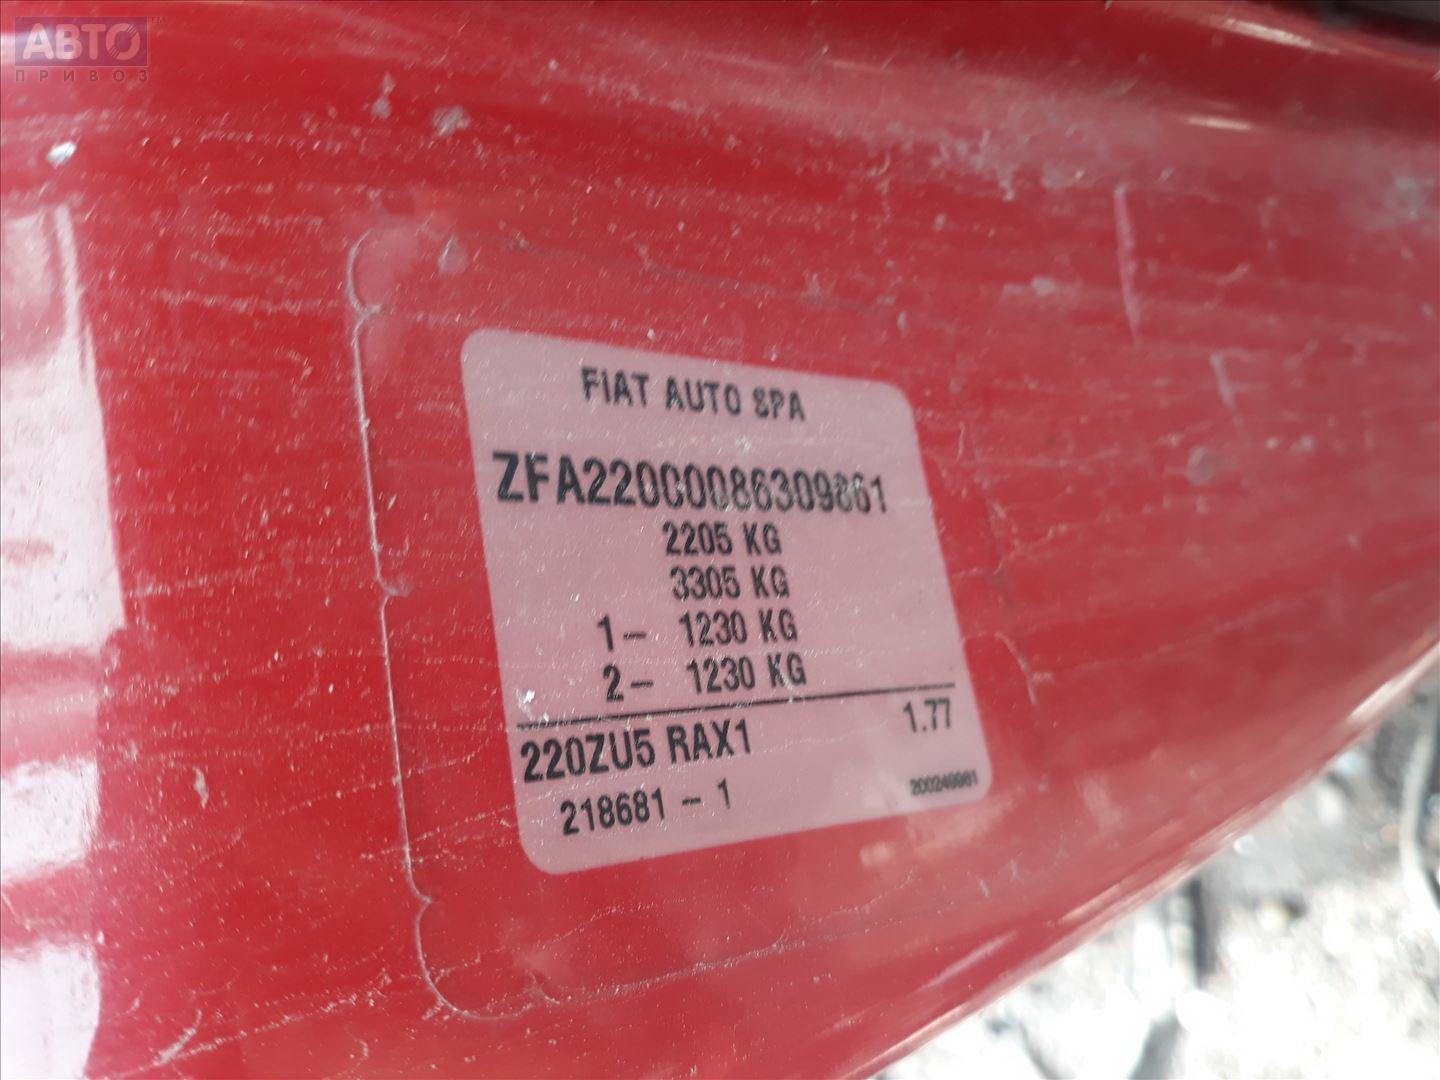 АВТО™
ПРИВОЗ
FIAT AUTO SPA
ZFA22000086309861
2205 KG
3305 KG
1- 1230 KG
2- 1230 KG
220ZU5 RAX1 1.77
218681 - 1